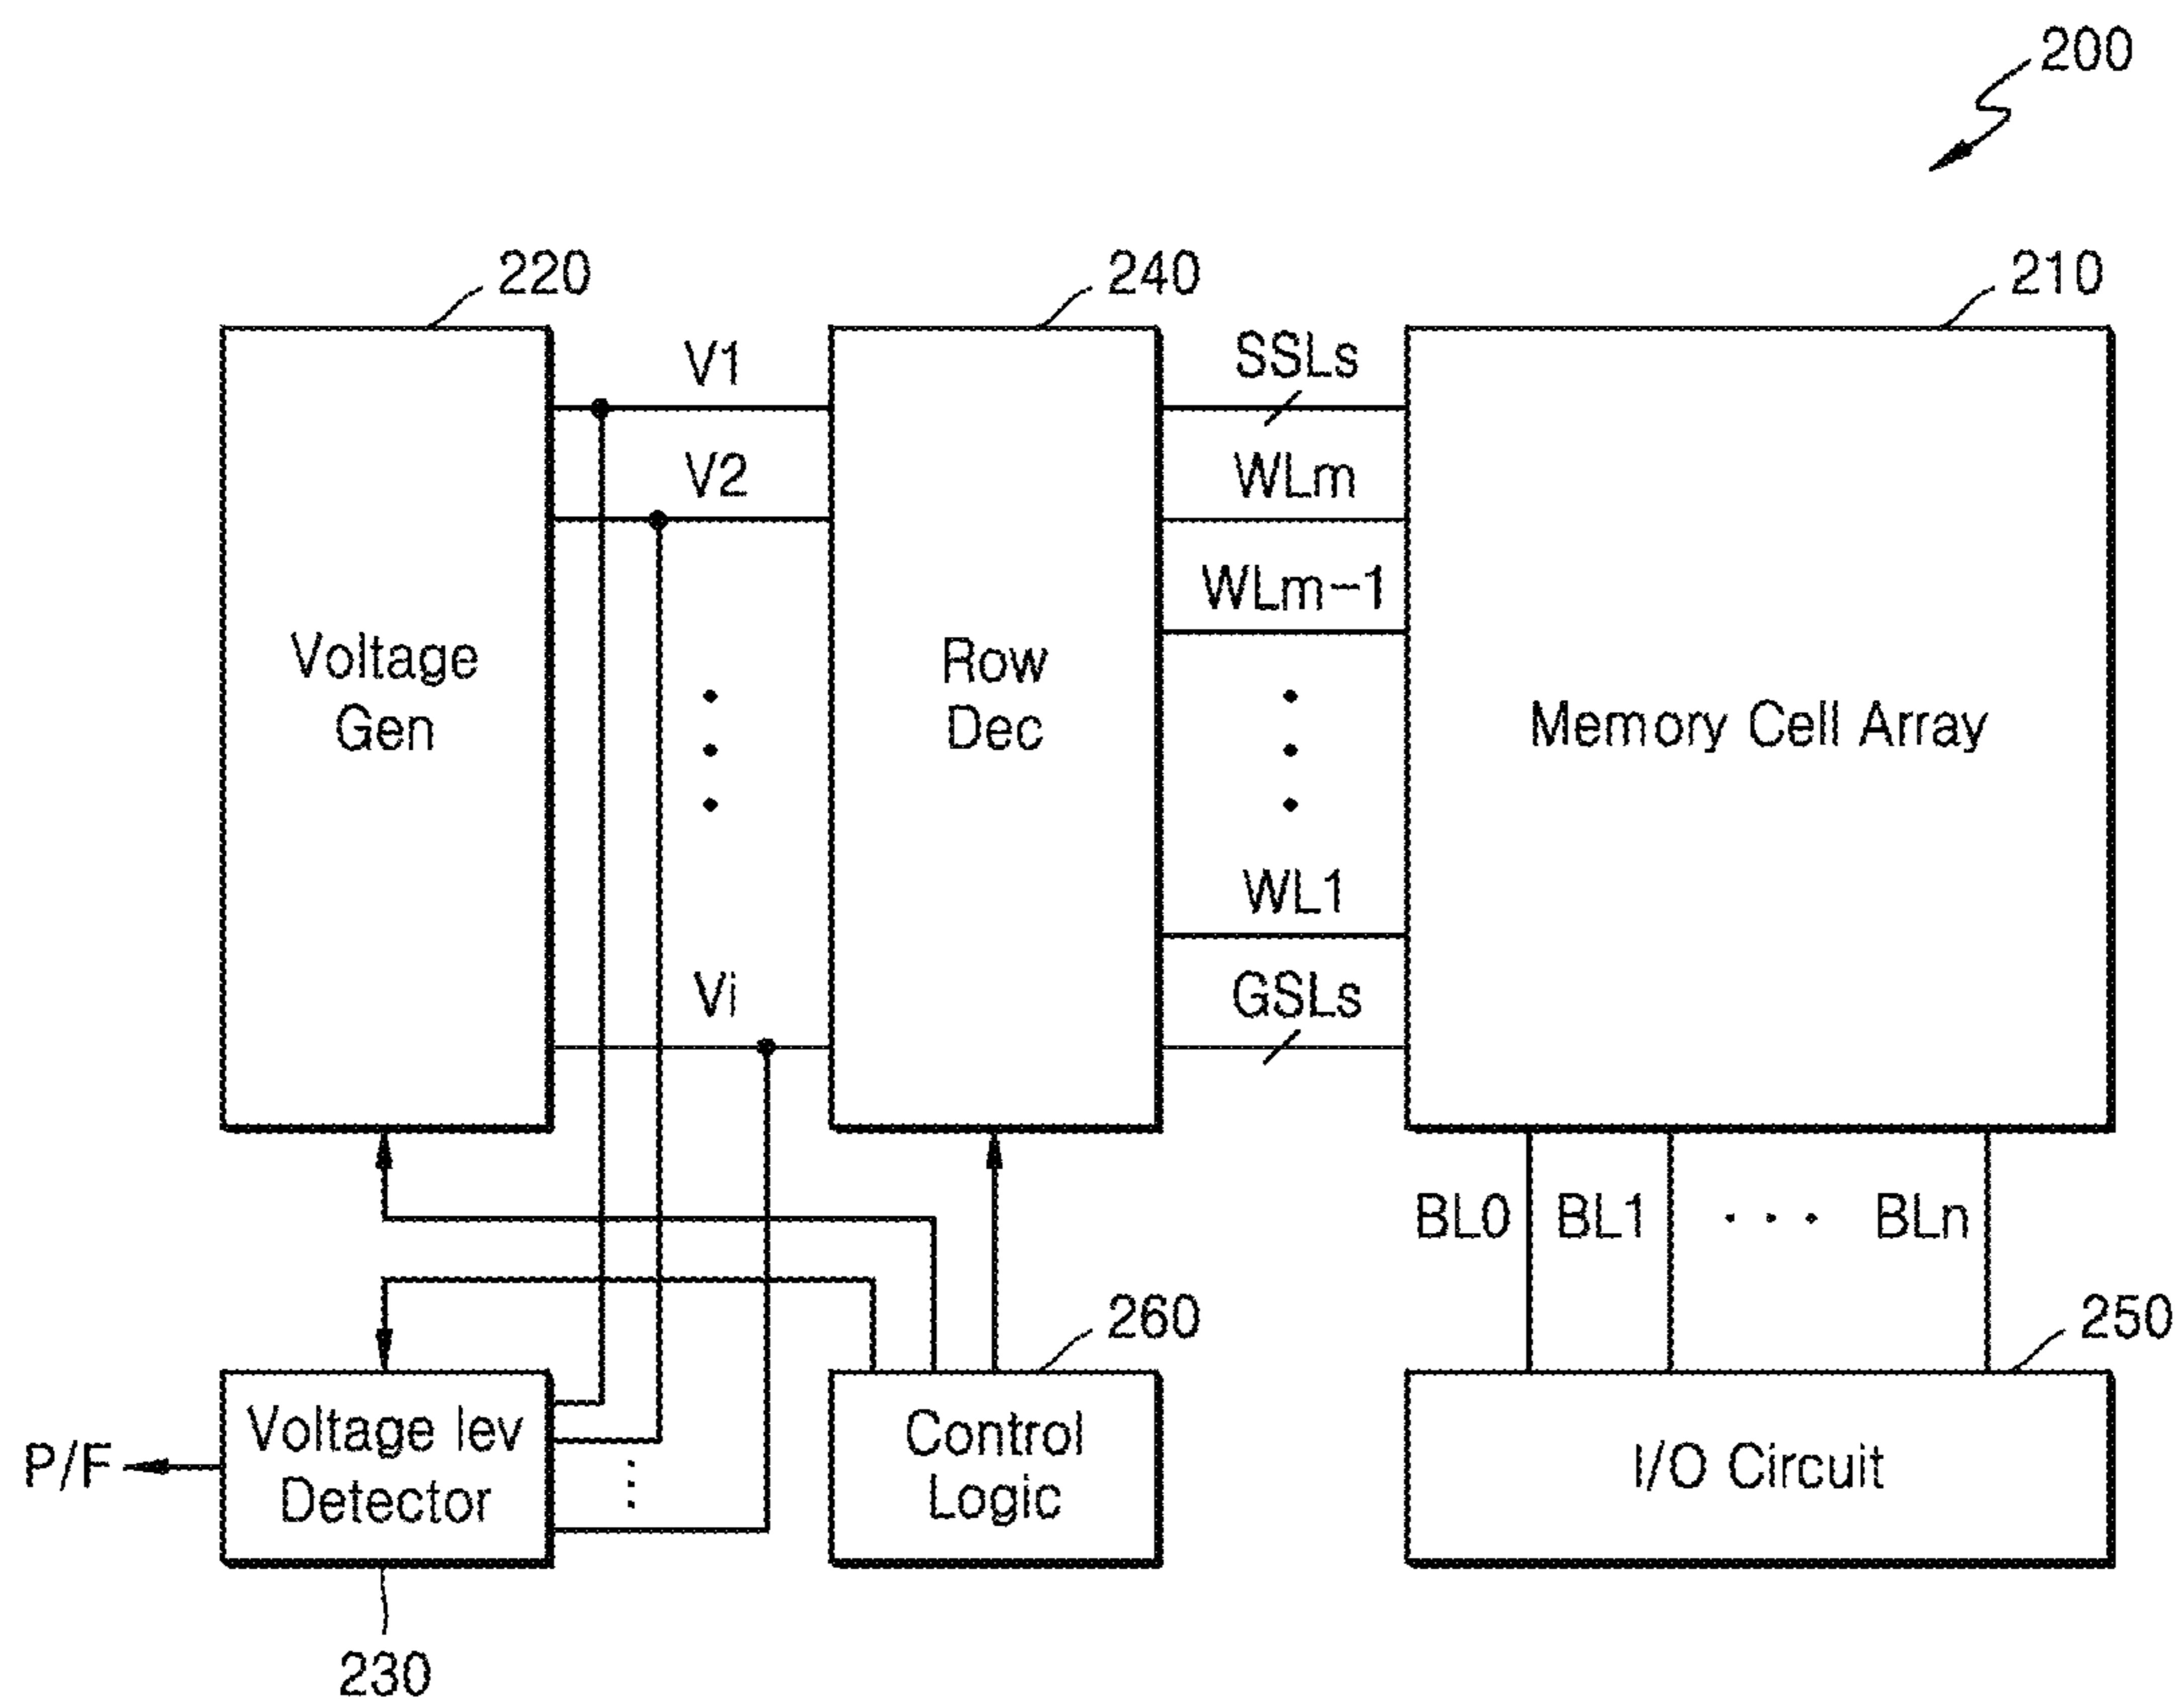 200
220
240
210
V1
SSLs
V2
WLm
WLm-1
Voltage
Gen
Row
Dec
Memory Cell Array
WL1
Vi
GSLs
BL0 BL1 ··· BLn
260
250
Voltage lev
Detector
Control
Logic
I/O Circuit
P/F
230